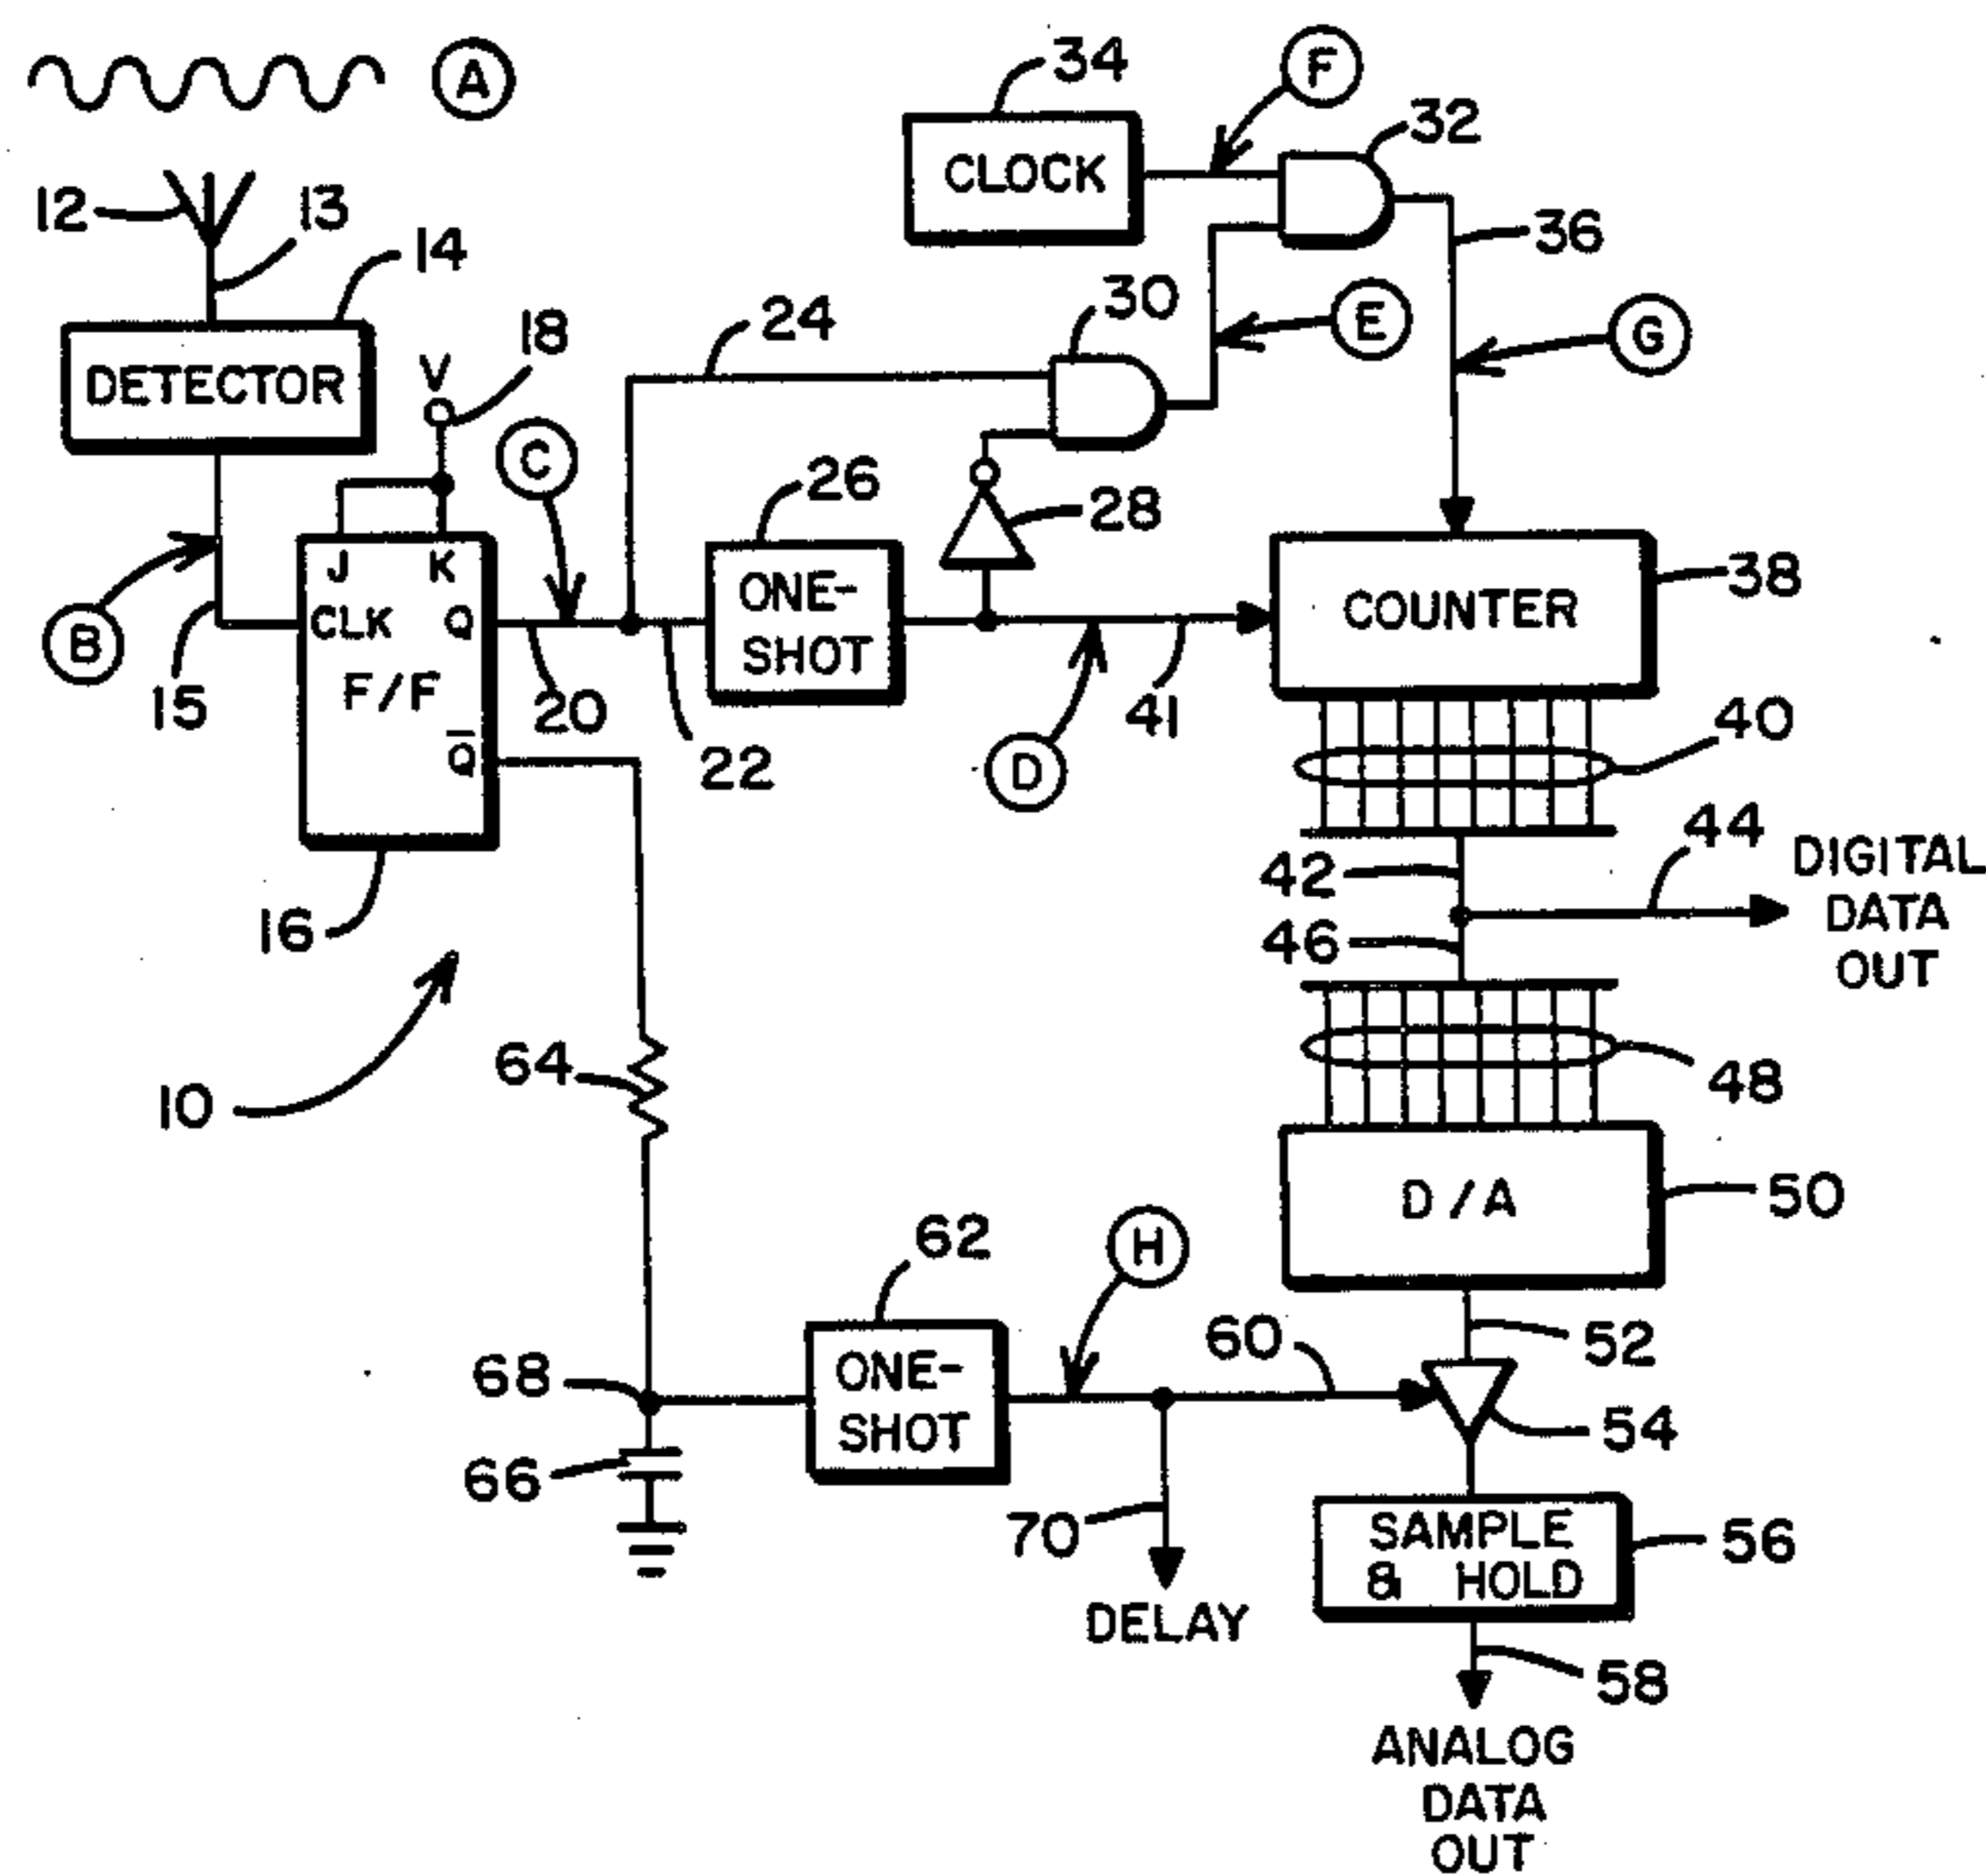 A
34
F
32
12
13
14
CLOCK
36
24
30
E
G
18
V
DETECTOR
C
26
28
J K
CLK Q
F/F
Q̅
ONE-
SHOT
COUNTER
38
B
15
20
22
D
41
40
16
42
44
DIGITAL
DATA
OUT
46
10
64
48
D/A
50
62
H
60
52
68
ONE-
SHOT
54
66
70
SAMPLE
& HOLD
56
DELAY
58
ANALOG
DATA
OUT